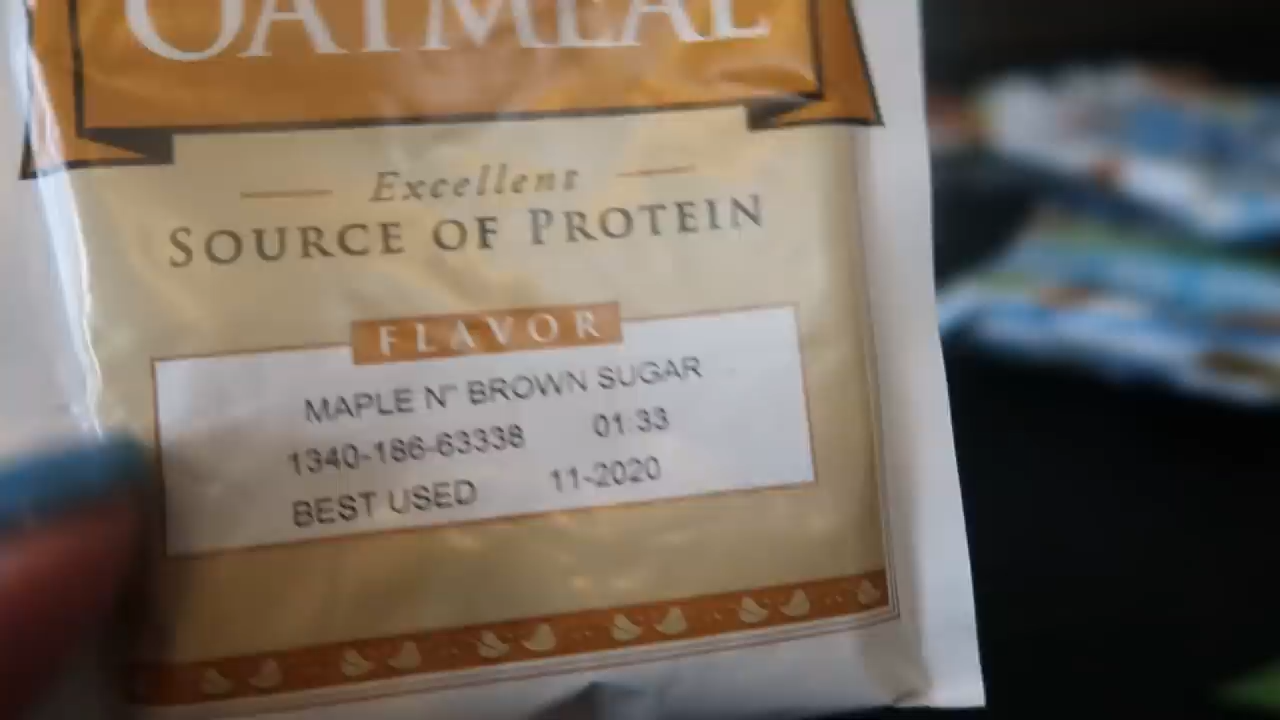 OATMEAL
Excellent
SOURCE OF PROTEIN
FLAVOR
MAPLE N" BROWN SUGAR
1340-186-63338 01:33
BEST USED 11-2020